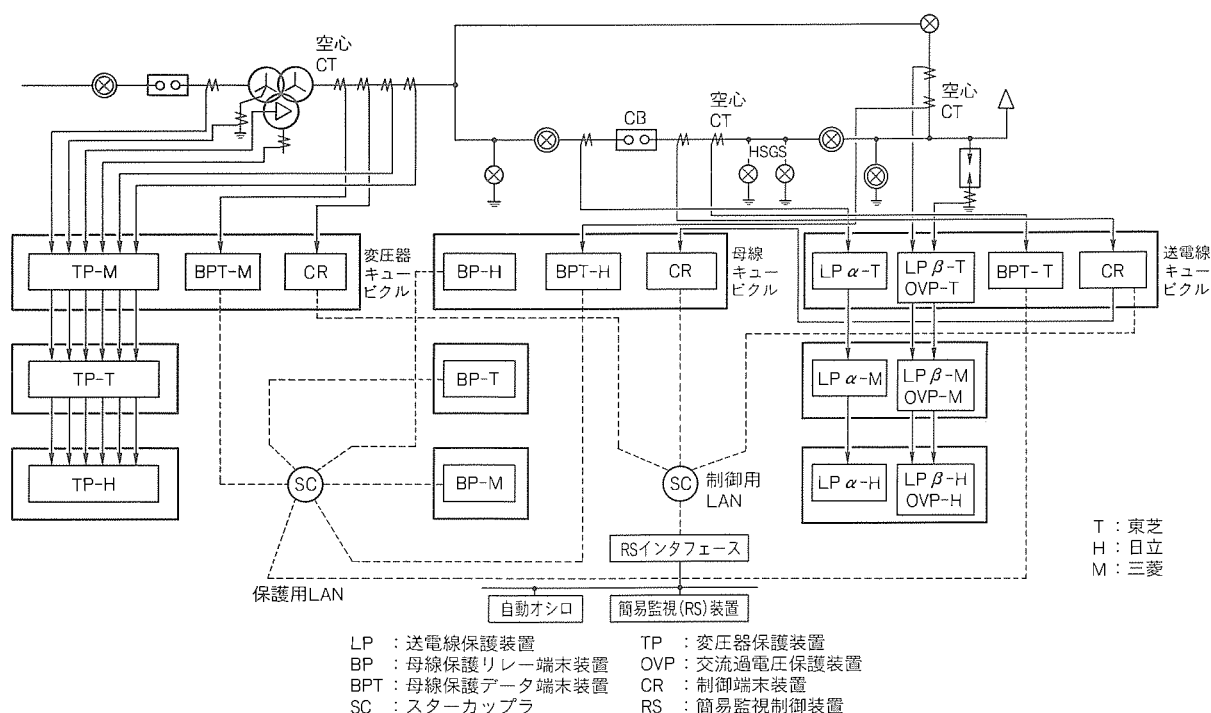 空心
CT
空心
CT
CB
空心
CT
HSGS
TP-M
BPT-M
CR
変圧器
キュー
ビクル
BP-H
BPT-H
CR
母線
キュー
ビクル
LP α-T
LP β-T
OVP-T
BPT-T
CR
送電線
キュー
ビクル
TP-T
BP-T
LP α-M
LP β-M
OVP-M
TP-H
SC
BP-M
SC
制御用
LAN
LP α-H
LP β-H
OVP-H
RSインタフェース
保護用LAN
自動オシロ
簡易監視(RS)装置
T : 東芝
H : 日立
M : 三菱
LP : 送電線保護装置
BP : 母線保護リレー端末装置
BPT : 母線保護データ端末装置
SC : スターカップラ
TP : 変圧器保護装置
OVP : 交流過電圧保護装置
CR : 制御端末装置
RS : 簡易監視制御装置